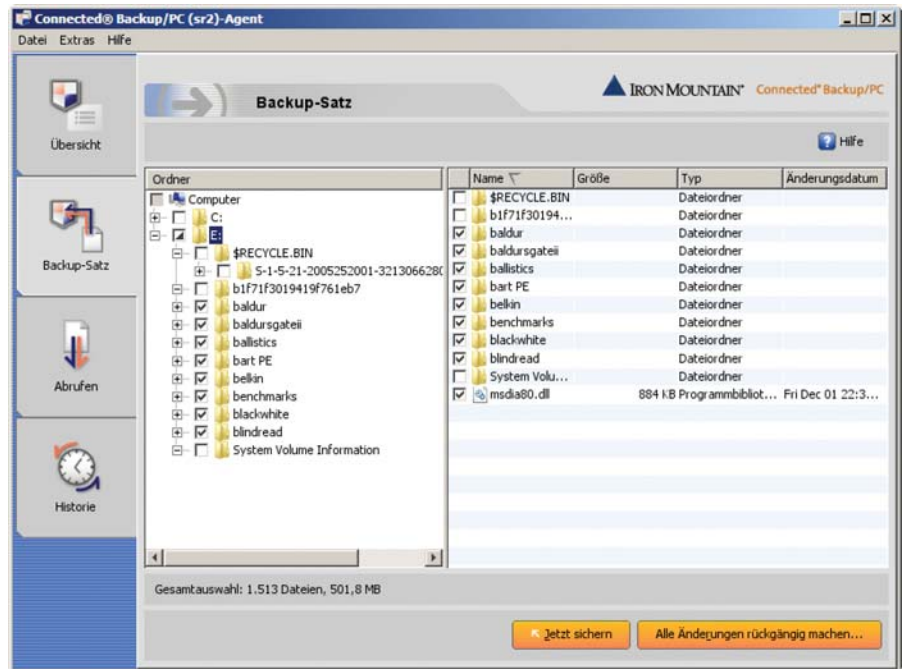 Connected® Backup/PC (sr2)-Agent
Datei Extras Hilfe
Übersicht
Backup-Satz
Abrufen
Historie
Backup-Satz
IRON MOUNTAIN® Connected® Backup/PC
Hilfe
Ordner
Computer
C:
E:
$RECYCLE.BIN
S-1-5-21-2005252001-3213066280
b1f71f3019419f761eb7
baldur
baldursgateii
ballistics
bart PE
belkin
benchmarks
blackwhite
blindread
System Volume Information
Name Größe Typ Änderungsdatum
$RECYCLE.BIN Dateiordner
b1f71f30194... Dateiordner
baldur Dateiordner
baldursgateii Dateiordner
ballistics Dateiordner
bart PE Dateiordner
belkin Dateiordner
benchmarks Dateiordner
blackwhite Dateiordner
blindread Dateiordner
System Volu... Dateiordner
msdia80.dll 884 KB Programmbibliot... Fri Dec 01 22:3...
Gesamtauswahl: 1.513 Dateien, 501,8 MB
Jetzt sichern
Alle Änderungen rückgängig machen...